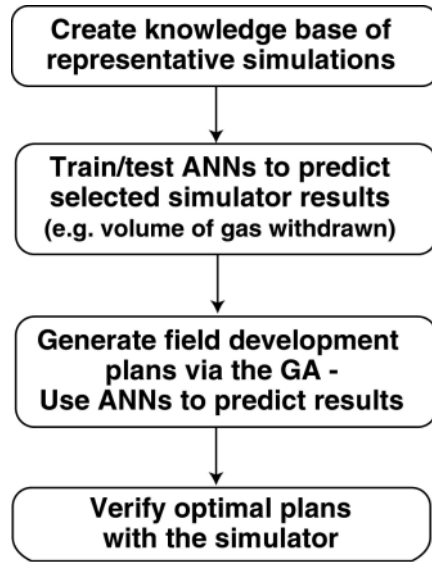 Create knowledge base of
representative simulations
Train/test ANNs to predict
selected simulator results
(e.g. volume of gas withdrawn)
Generate field development
plans via the GA -
Use ANNs to predict results
Verify optimal plans
with the simulator